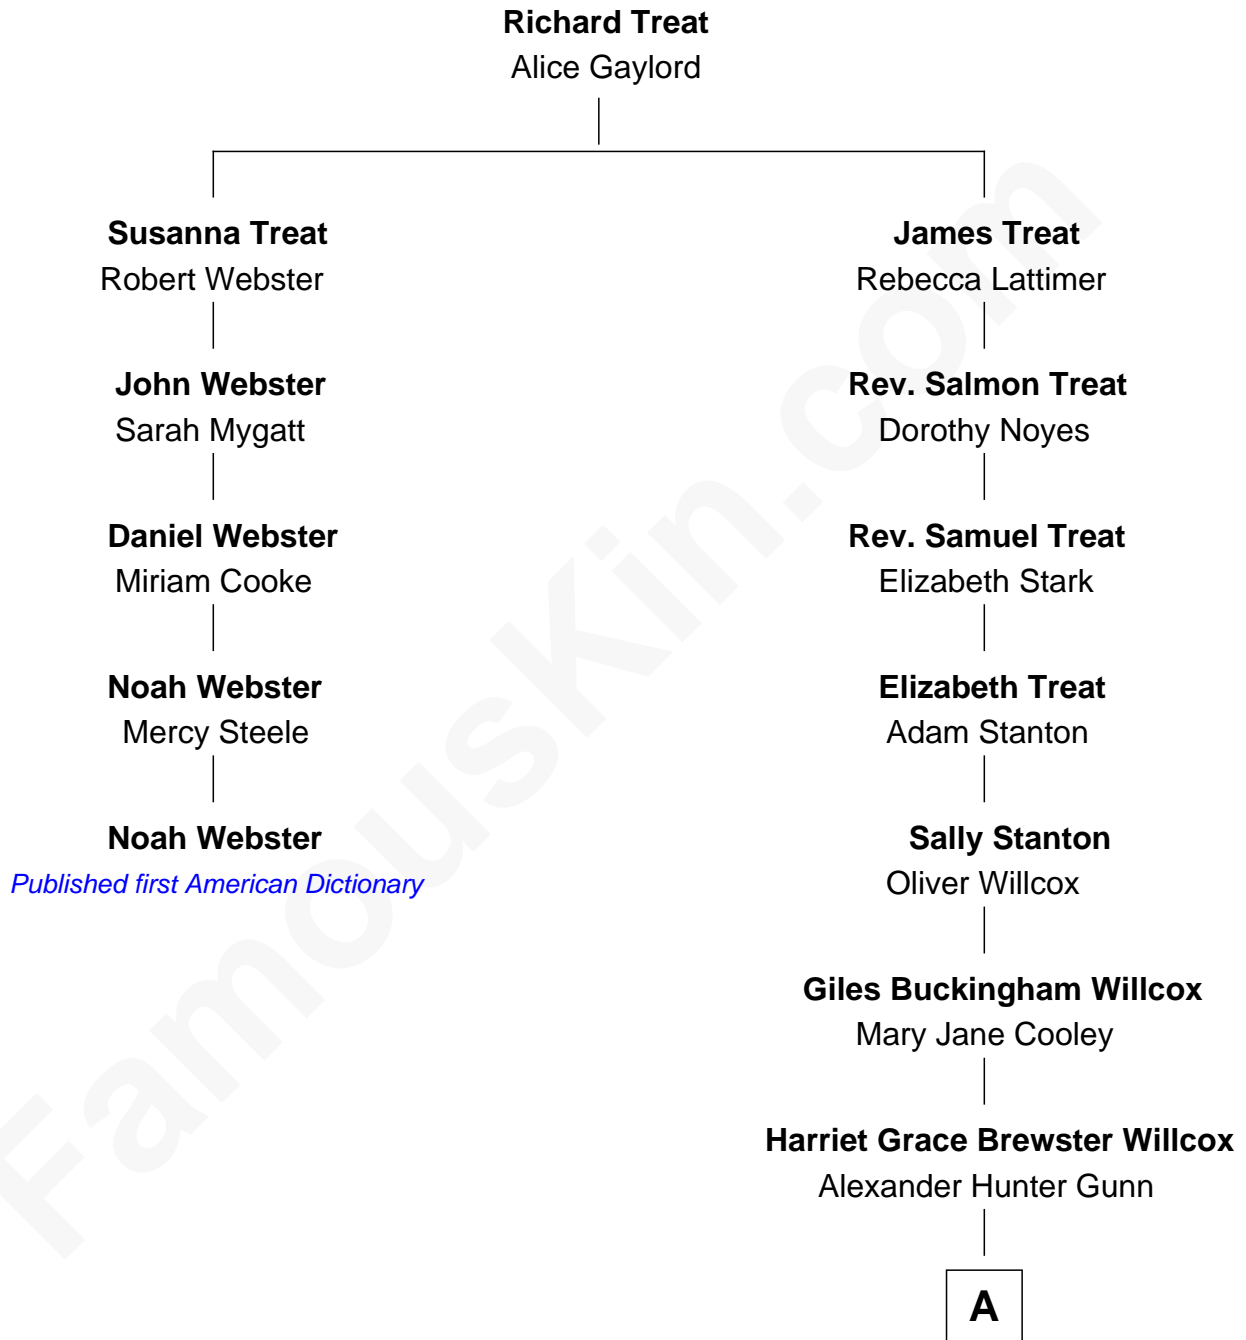 Richard Treat
Alice Gaylord
Susanna Treat
Robert Webster
John Webster
Sarah Mygatt
Daniel Webster
Miriam Cooke
Noah Webster
Mercy Steele
Noah Webster
Published first American Dictionary
James Treat
Rebecca Lattimer
Rev. Salmon Treat
Dorothy Noyes
Rev. Samuel Treat
Elizabeth Stark
Elizabeth Treat
Adam Stanton
Sally Stanton
Oliver Willcox
Giles Buckingham Willcox
Mary Jane Cooley
Harriet Grace Brewster Willcox
Alexander Hunter Gunn
A
FamousKin.com